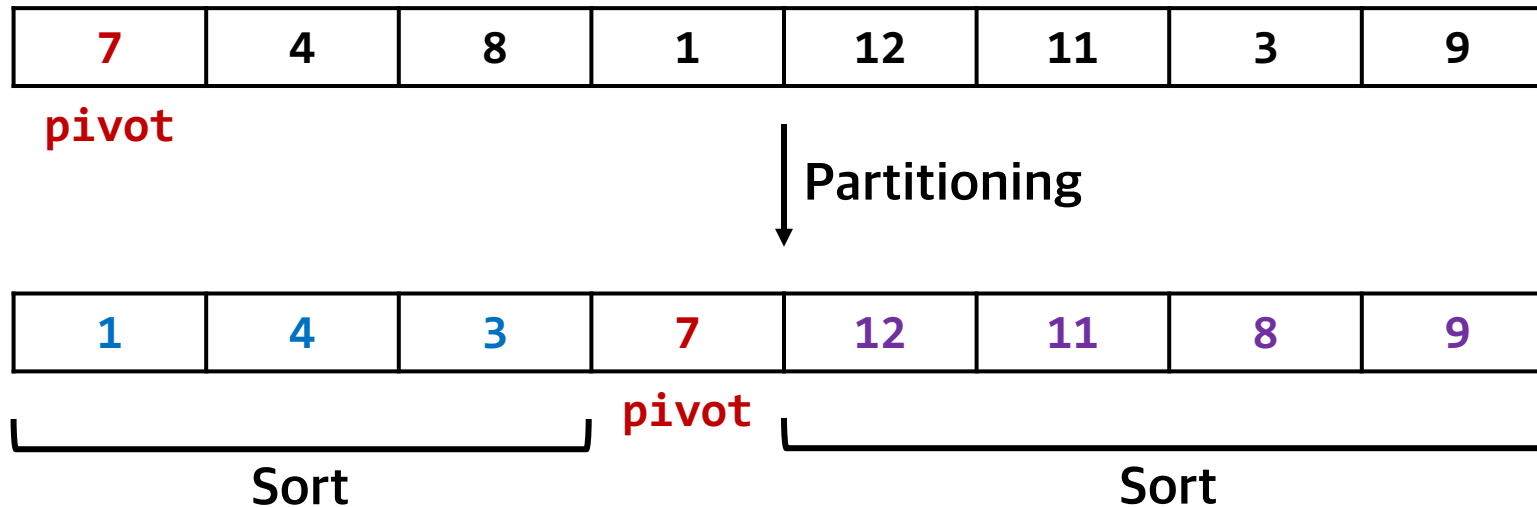 7 4 8 1 12 11 3 9
pivot
Partitioning
1 4 3 7 12 11 8 9
pivot
Sort Sort